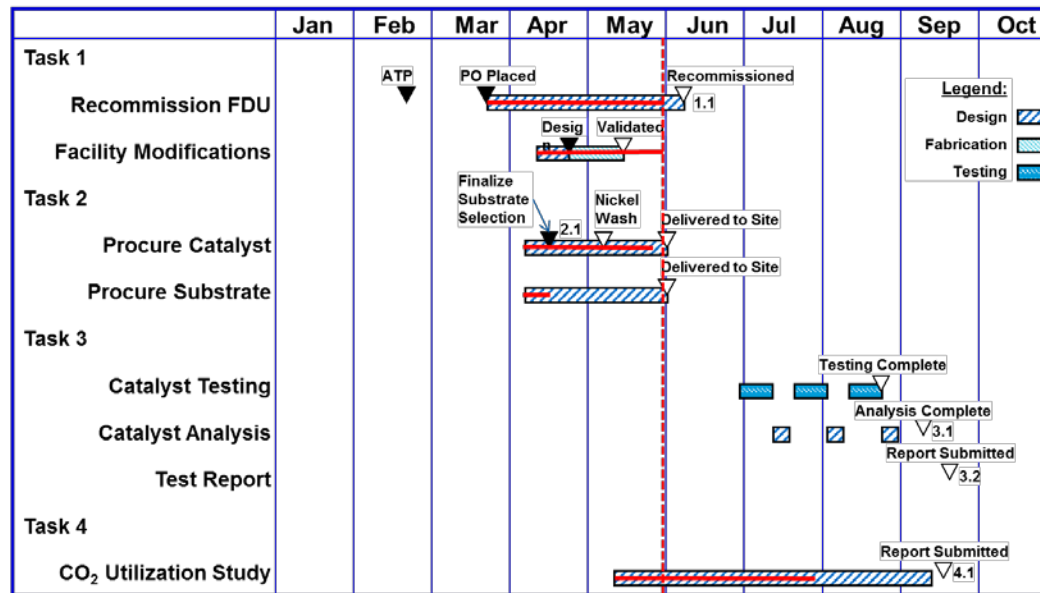 Jan Feb Mar Apr May Jun Jul Aug Sep Oct
Task 1
ATP
PO Placed
Recommissioned
Recommission FDU
1.1
Desig
n
Validated
Facility Modifications
Legend:
Design
Fabrication
Testing
Task 2
Finalize
Substrate
Selection
2.1
Nickel
Wash
Delivered to Site
Procure Catalyst
Delivered to Site
Procure Substrate
Task 3
Testing Complete
Catalyst Testing
Analysis Complete
Catalyst Analysis
3.1
Report Submitted
Test Report
3.2
Task 4
Report Submitted
CO₂ Utilization Study
4.1